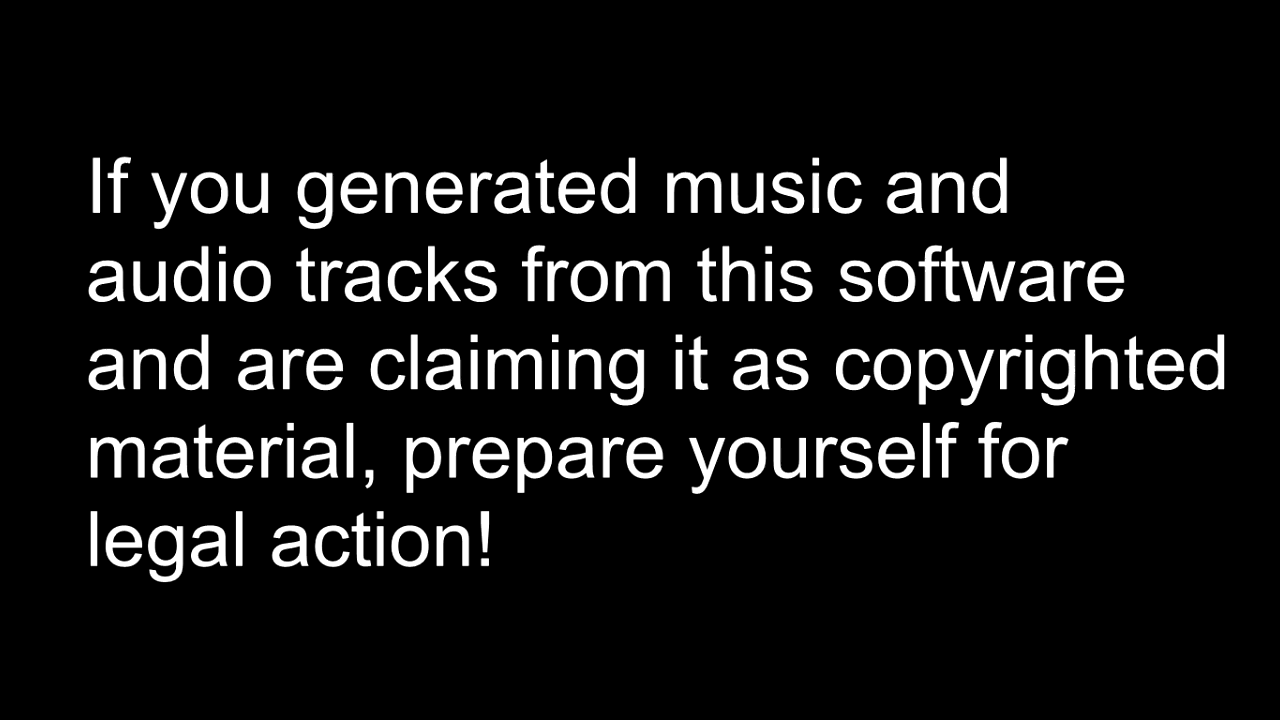 If you generated music and
audio tracks from this software
and are claiming it as copyrighted
material, prepare yourself for
legal action!